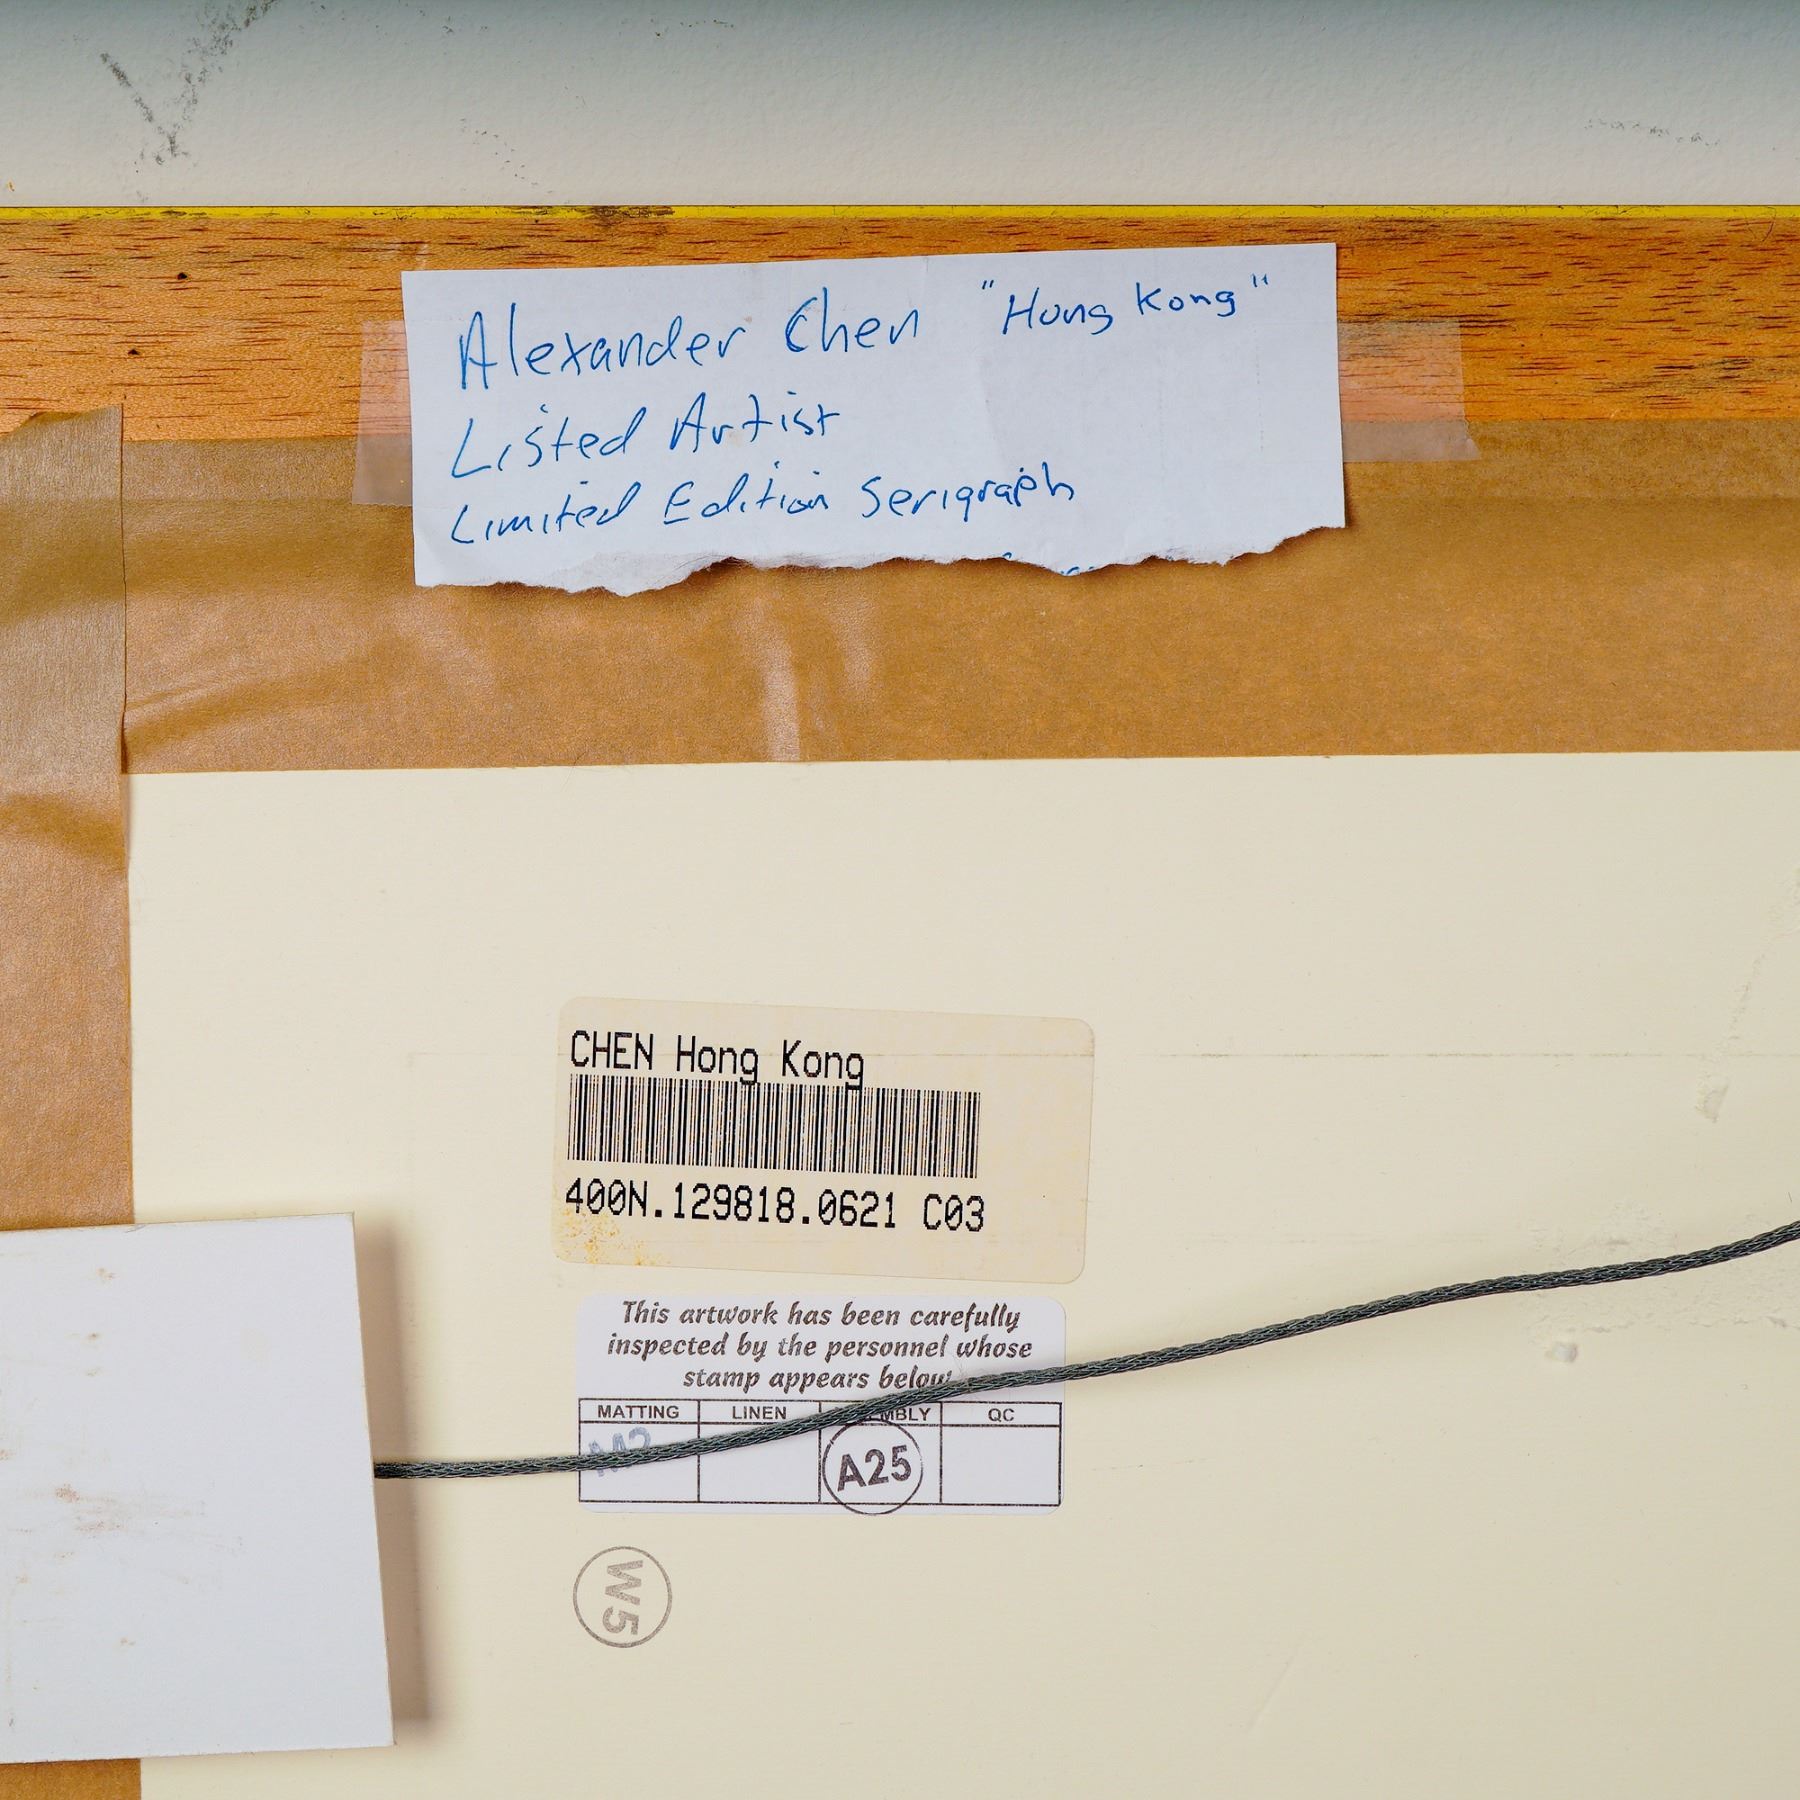 Alexander Chen "Hong Kong"
Listed Artist
Limited Edition Serigraph
CHEN Hong Kong
400N.129818.0621 C03
This artwork has been carefully
inspected by the personnel whose
stamp appears below
MATTING LINEN QC
A25
W5